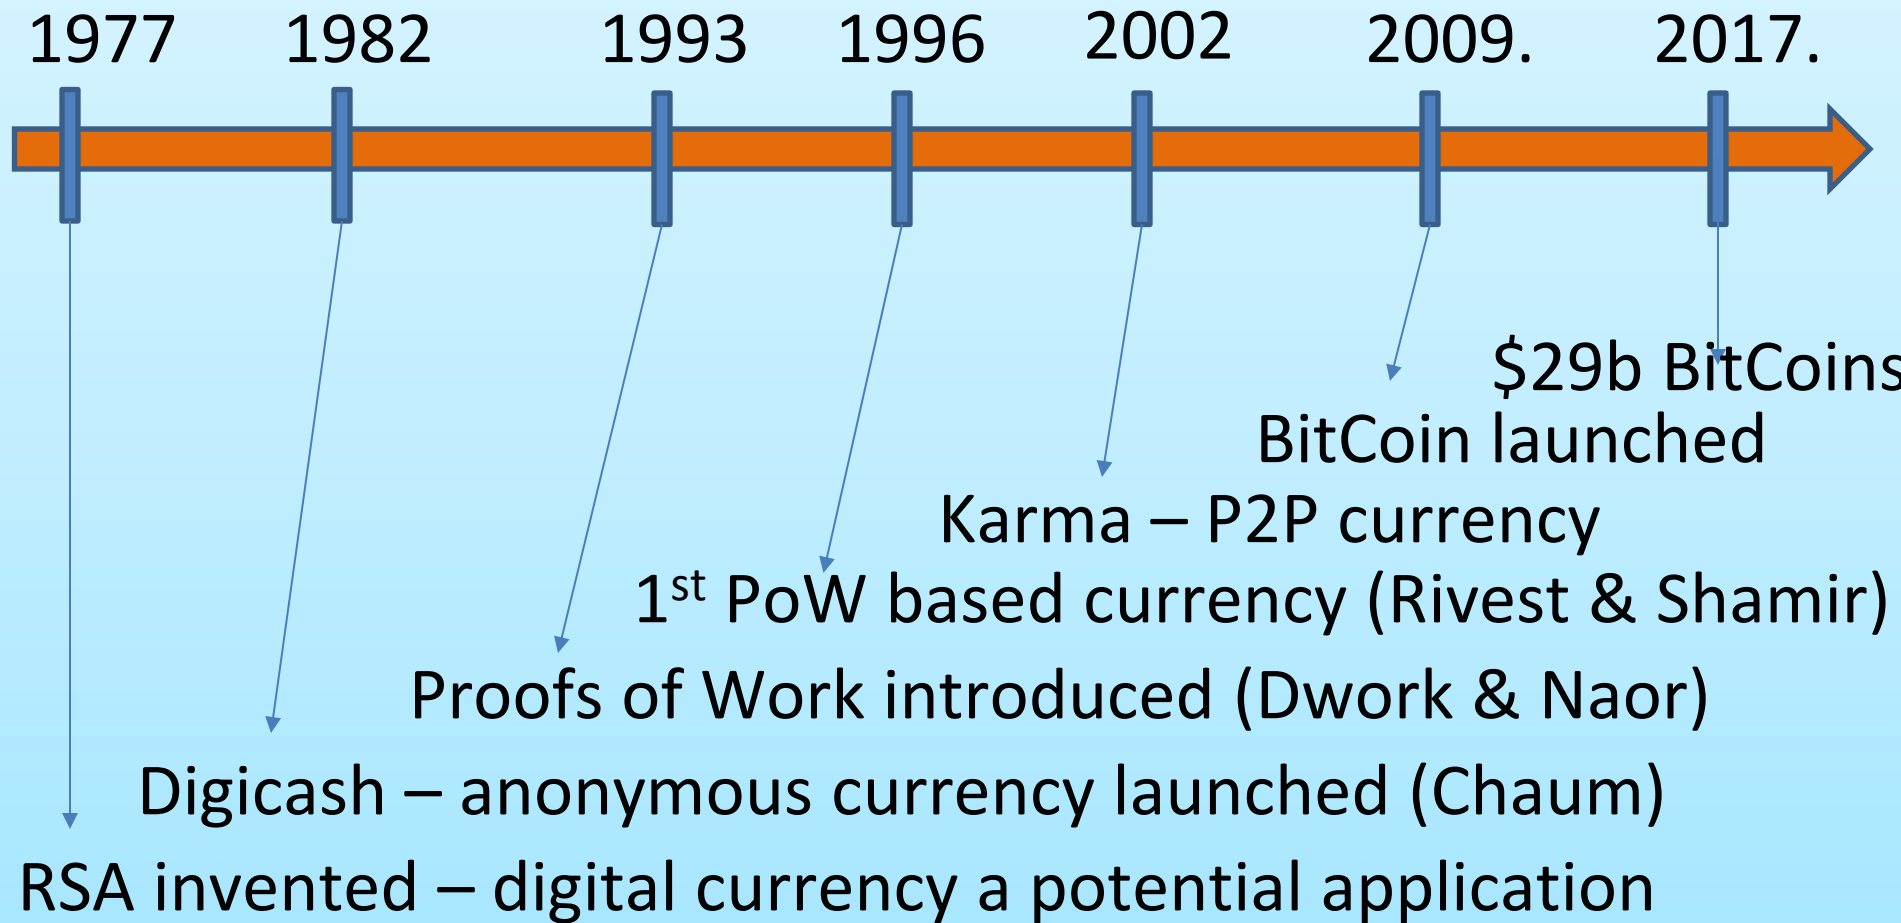 1977 1982 1993 1996 2002 2009. 2017.
$29b BitCoins
BitCoin launched
Karma – P2P currency
1st PoW based currency (Rivest & Shamir)
Proofs of Work introduced (Dwork & Naor)
Digicash – anonymous currency launched (Chaum)
RSA invented – digital currency a potential application